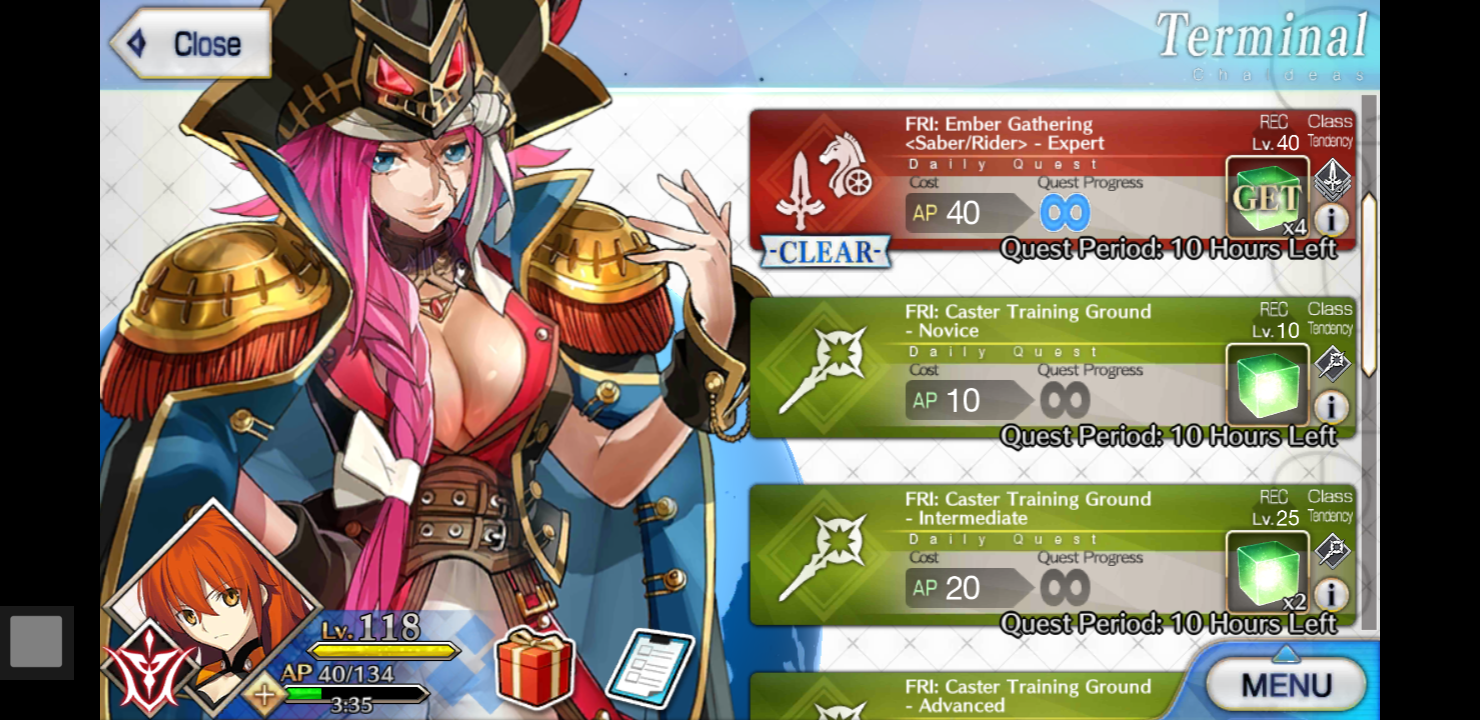 Close
Terminal
Chaldeas
FRI: Ember Gathering
<Saber/Rider> - Expert
REC Class
Lv.40 Tendency
Daily Quest
Cost Quest Progress
AP 40
GET
x4
-CLEAR-
Quest Period: 10 Hours Left
FRI: Caster Training Ground
- Novice
REC Class
Lv.10 Tendency
Daily Quest
Cost Quest Progress
AP 10
Quest Period: 10 Hours Left
FRI: Caster Training Ground
- Intermediate
REC Class
Lv.25 Tendency
Daily Quest
Cost Quest Progress
AP 20
x2
Quest Period: 10 Hours Left
FRI: Caster Training Ground
- Advanced
Lv.118
AP 40/134
3:35
MENU